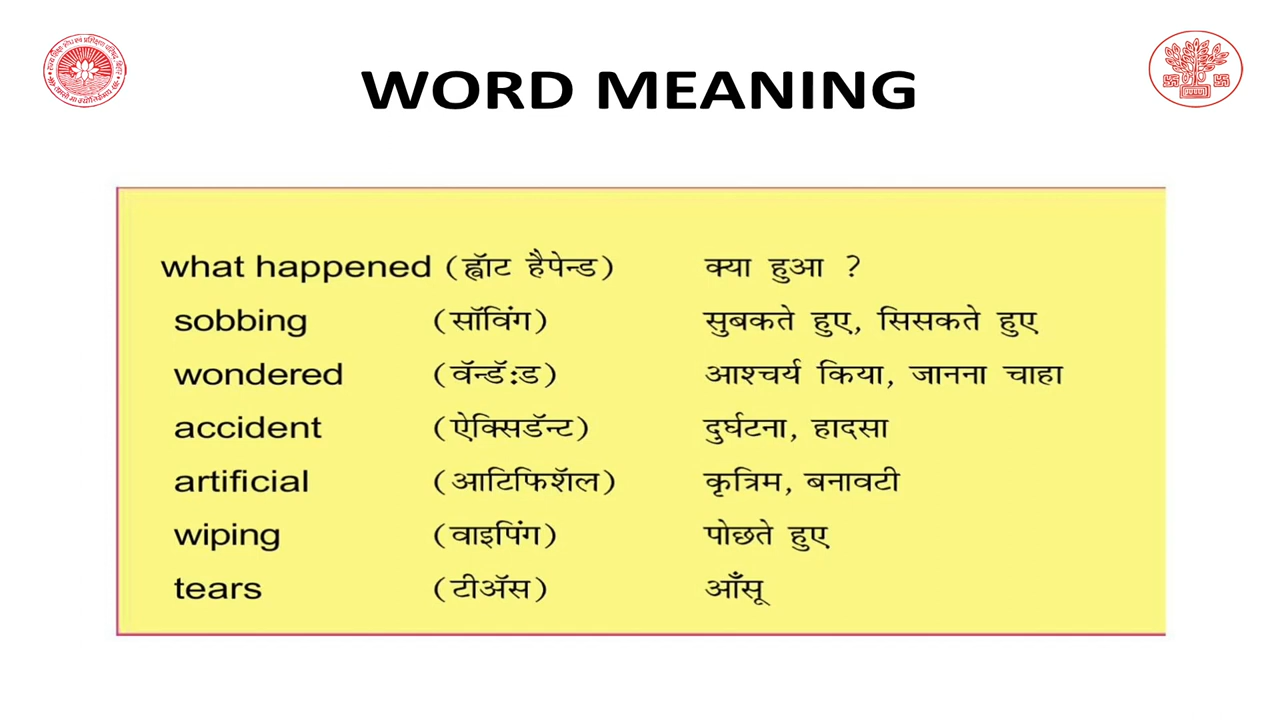 WORD MEANING
what happened (ह्वॉट हैपेन्ड) क्या हुआ ?
sobbing (सॉविंग) सुबकते हुए, सिसकते हुए
wondered (वॅन्डॅ:ड) आश्चर्य किया, जानना चाहा
accident (ऐक्सिडॅन्ट) दुर्घटना, हादसा
artificial (आटिफिशॅल) कृत्रिम, बनावटी
wiping (वाइपिंग) पोछते हुए
tears (टीॲस) आँसू